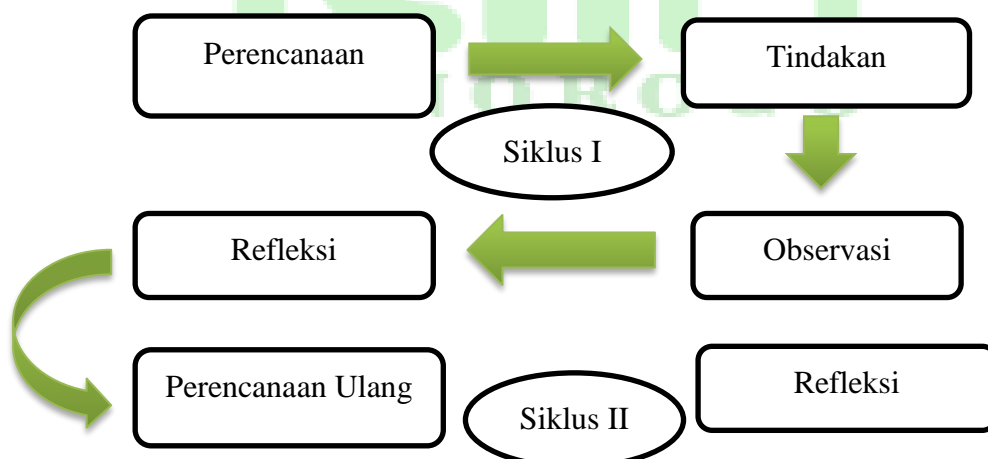 Perencanaan
Tindakan
Siklus I
Refleksi
Observasi
Perencanaan Ulang
Siklus II
Refleksi